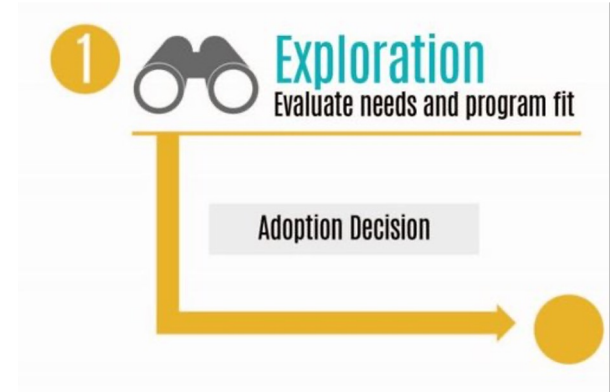 1
Exploration
Evaluate needs and program fit
Adoption Decision